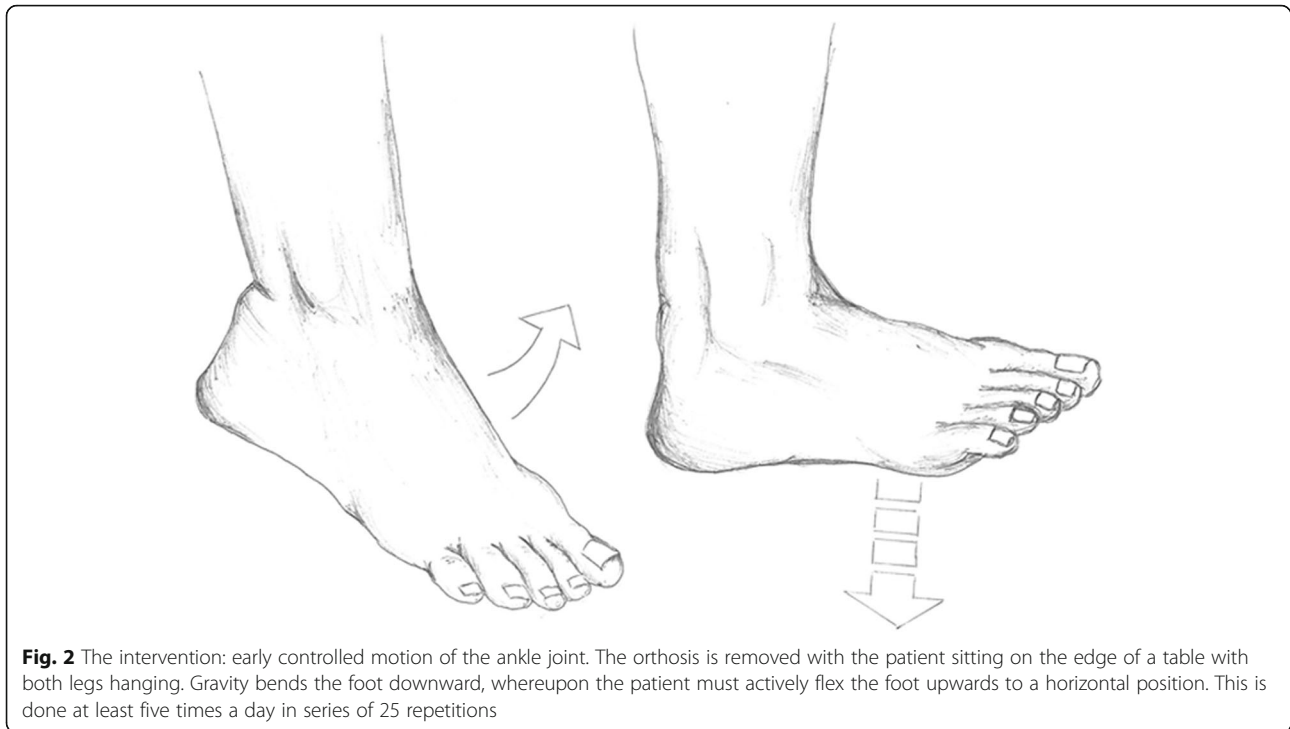 Fig. 2 The intervention: early controlled motion of the ankle joint. The orthosis is removed with the patient sitting on the edge of a table with
both legs hanging. Gravity bends the foot downward, whereupon the patient must actively flex the foot upwards to a horizontal position. This is
done at least five times a day in series of 25 repetitions